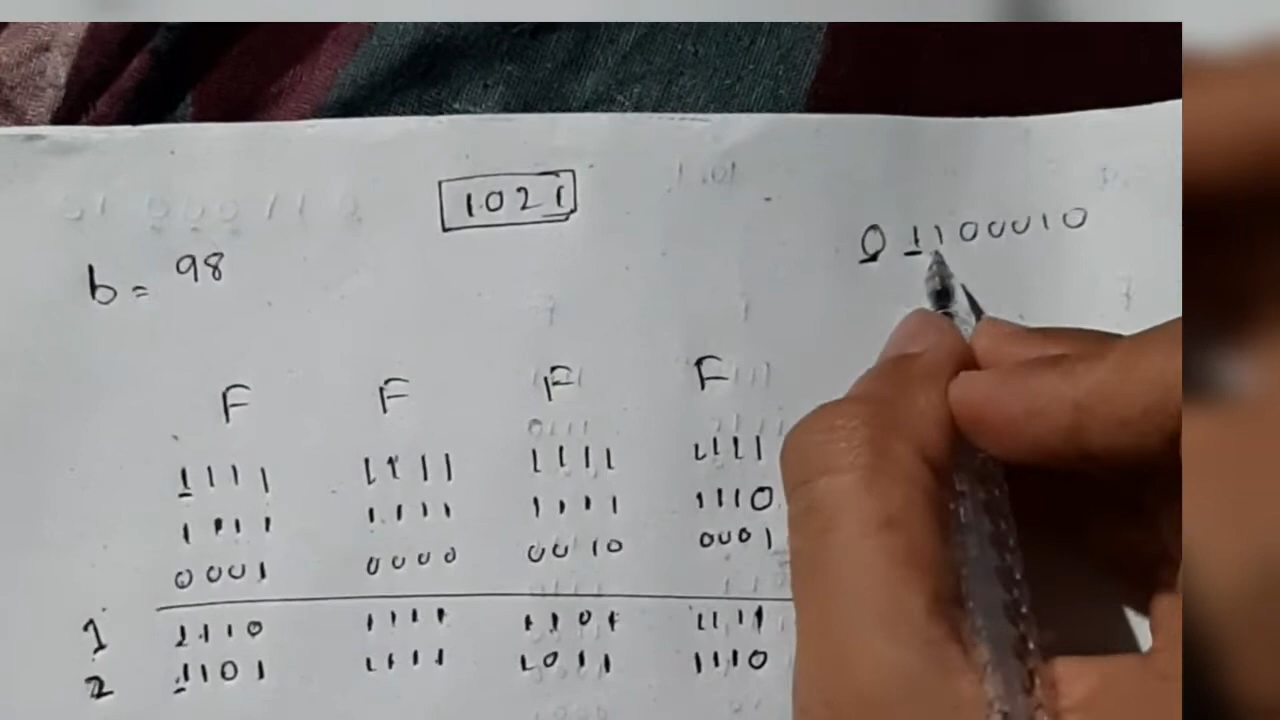 1021
01100010
b = 98
F F F F
1111 1111 1111 1111
1111 1111 1111 1110
0001 0000 0010 0001
1 1110 1111 1101 1111
2 1101 1111 1011 1110